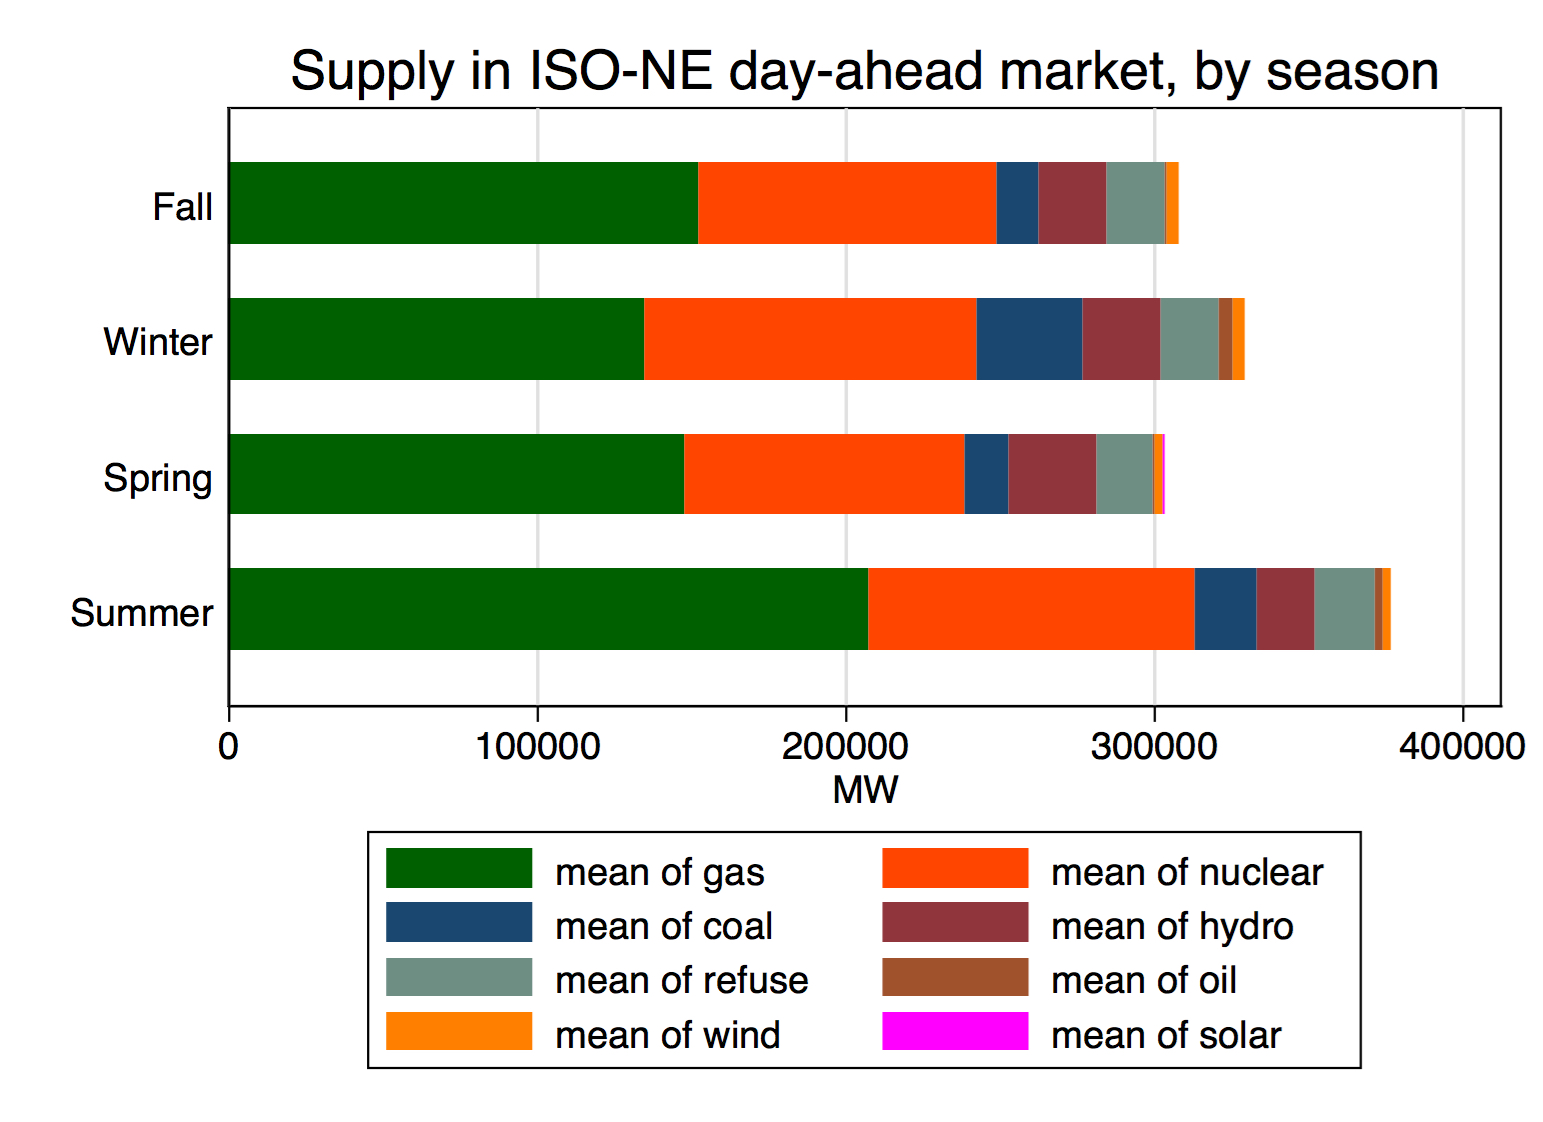 Supply in ISO-NE day-ahead market, by season
Fall
Winter
Spring
Summer
0 100000 200000 300000 400000
MW
mean of gas mean of nuclear
mean of coal mean of hydro
mean of refuse mean of oil
mean of wind mean of solar